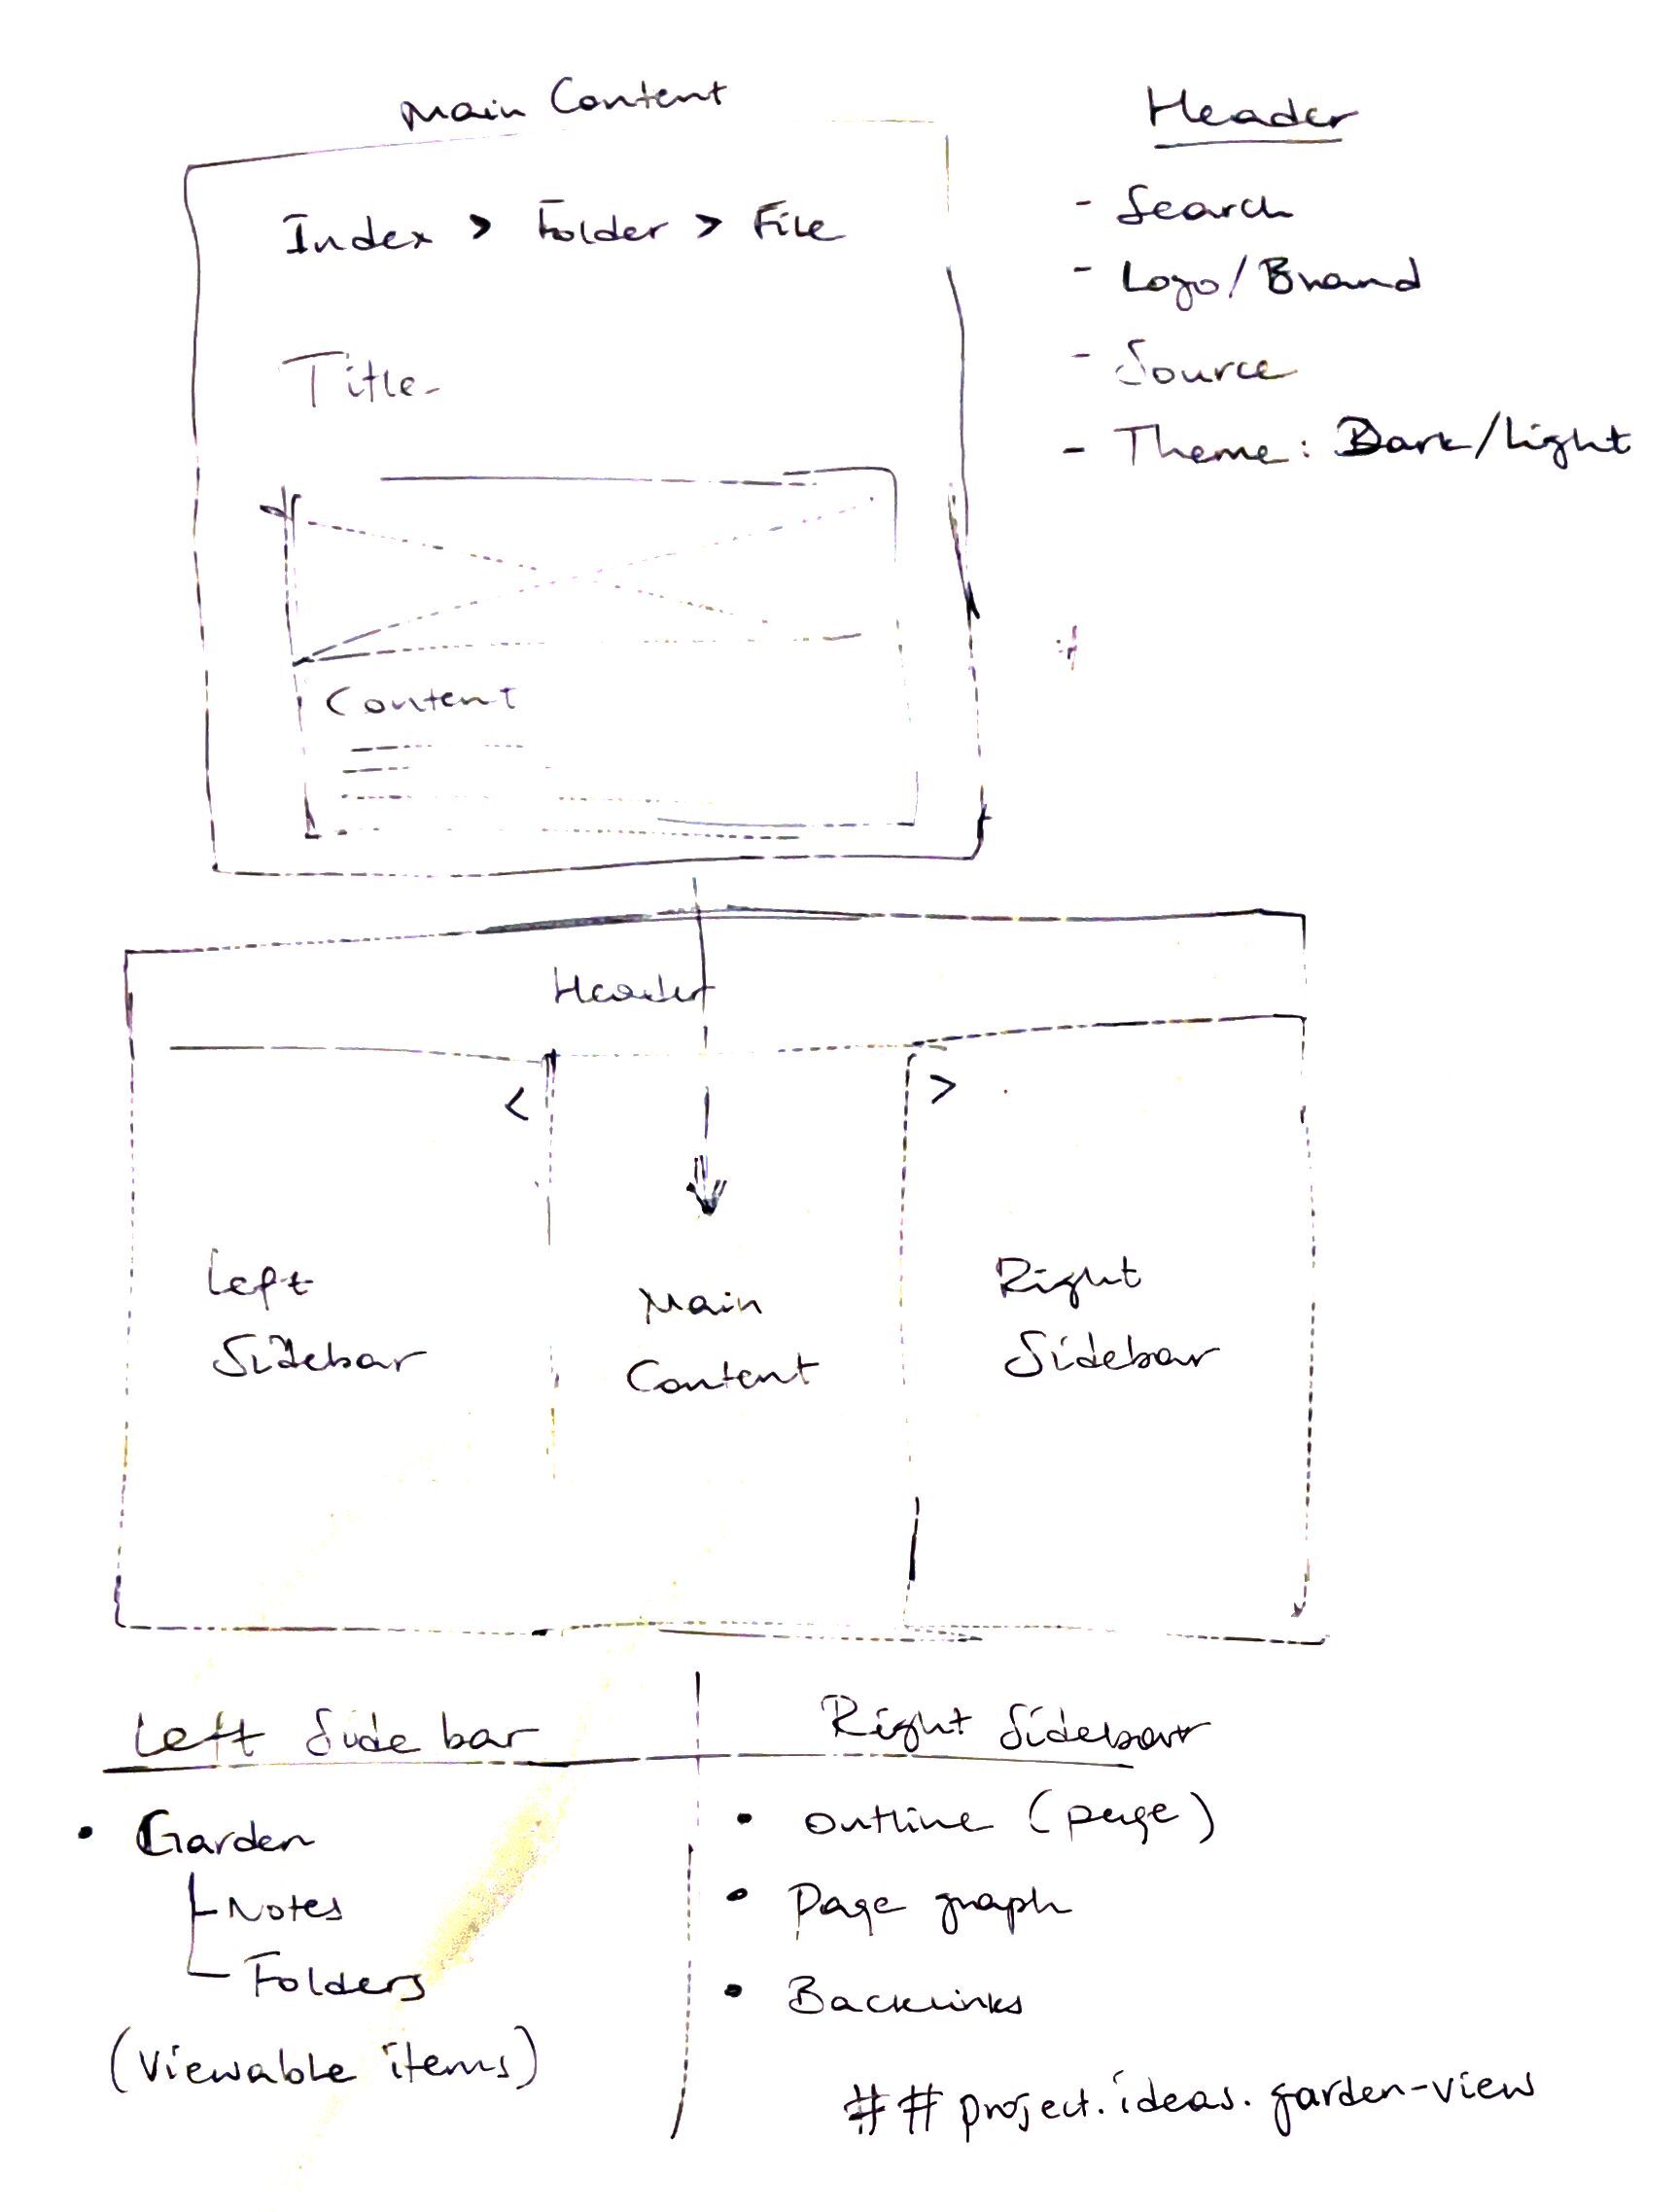 Main Content
Index > Folder > File
Title
Content
Header
- Search
- Logo/Brand
- Source
- Theme: Dark/Light
Header
<
>
Left
Sidebar
Main
Content
Right
Sidebar
Left Sidebar
• Garden
Notes
Folders
(Viewable items)
Right Sidebar
• Outline (page)
• Page graph
• Backlinks
## project.ideas.garden-view